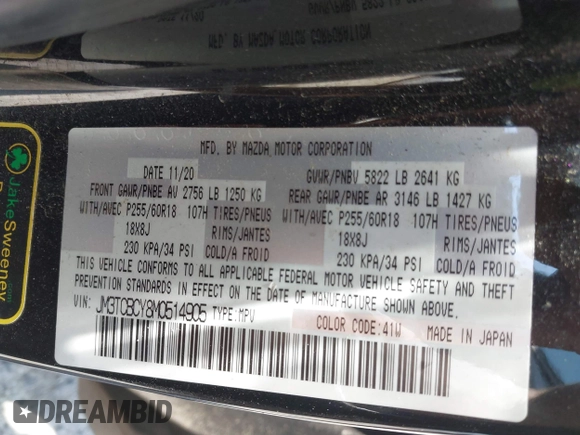 MFD. BY MAZDA MOTOR CORPORATION
DATE 11/20
GVWR/PNBV 5822 LB 2641 KG
FRONT GAWR/PNBE AV 2756 LB 1250 KG
REAR GAWR/PNBE AR 3146 LB 1427 KG
WITH/AVEC P255/60R18 107H TIRES/PNEUS
WITH/AVEC P255/60R18 107H TIRES/PNEUS
18X8J RIMS/JANTES
18X8J RIMS/JANTES
230 KPA/34 PSI COLD/A FROID
230 KPA/34 PSI COLD/A FROID
THIS VEHICLE CONFORMS TO ALL APPLICABLE FEDERAL MOTOR VEHICLE SAFETY AND THEFT
PREVENTION STANDARDS IN EFFECT ON THE DATE OF MANUFACTURE SHOWN ABOVE.
VIN: JM3TCBCY8M0514905 TYPE:MPV
COLOR CODE:41W MADE IN JAPAN
JakeSweeney
DREAMBID